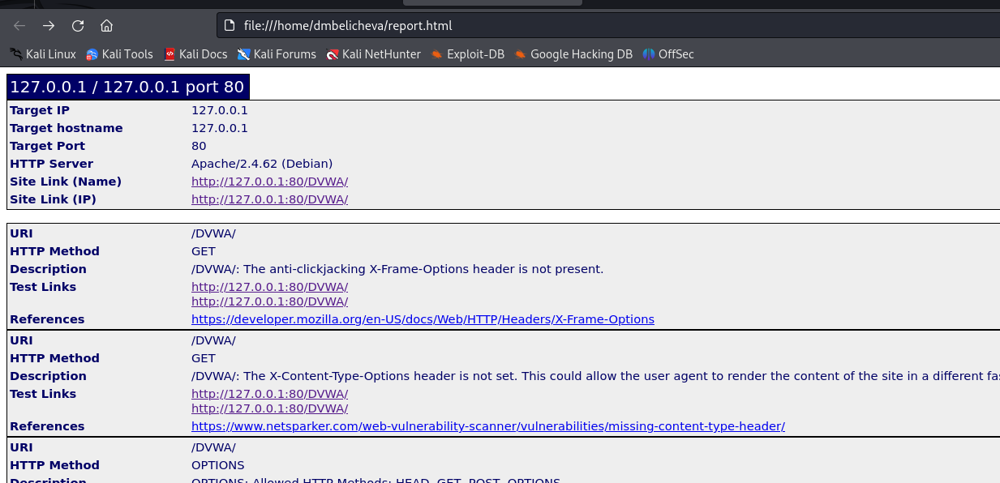 file:///home/dmbelicheva/report.html
Kali Linux Kali Tools Kali Docs Kali Forums Kali NetHunter Exploit-DB Google Hacking DB OffSec
127.0.0.1 / 127.0.0.1 port 80
Target IP 127.0.0.1
Target hostname 127.0.0.1
Target Port 80
HTTP Server Apache/2.4.62 (Debian)
Site Link (Name) http://127.0.0.1:80/DVWA/
Site Link (IP) http://127.0.0.1:80/DVWA/
URI /DVWA/
HTTP Method GET
Description /DVWA/: The anti-clickjacking X-Frame-Options header is not present.
Test Links http://127.0.0.1:80/DVWA/
http://127.0.0.1:80/DVWA/
References https://developer.mozilla.org/en-US/docs/Web/HTTP/Headers/X-Frame-Options
URI /DVWA/
HTTP Method GET
Description /DVWA/: The X-Content-Type-Options header is not set. This could allow the user agent to render the content of the site in a different
Test Links http://127.0.0.1:80/DVWA/
http://127.0.0.1:80/DVWA/
References https://www.netsparker.com/web-vulnerability-scanner/vulnerabilities/missing-content-type-header/
URI /DVWA/
HTTP Method OPTIONS
Description OPTIONS: Allowed HTTP Methods: HEAD, GET, POST, OPTIONS